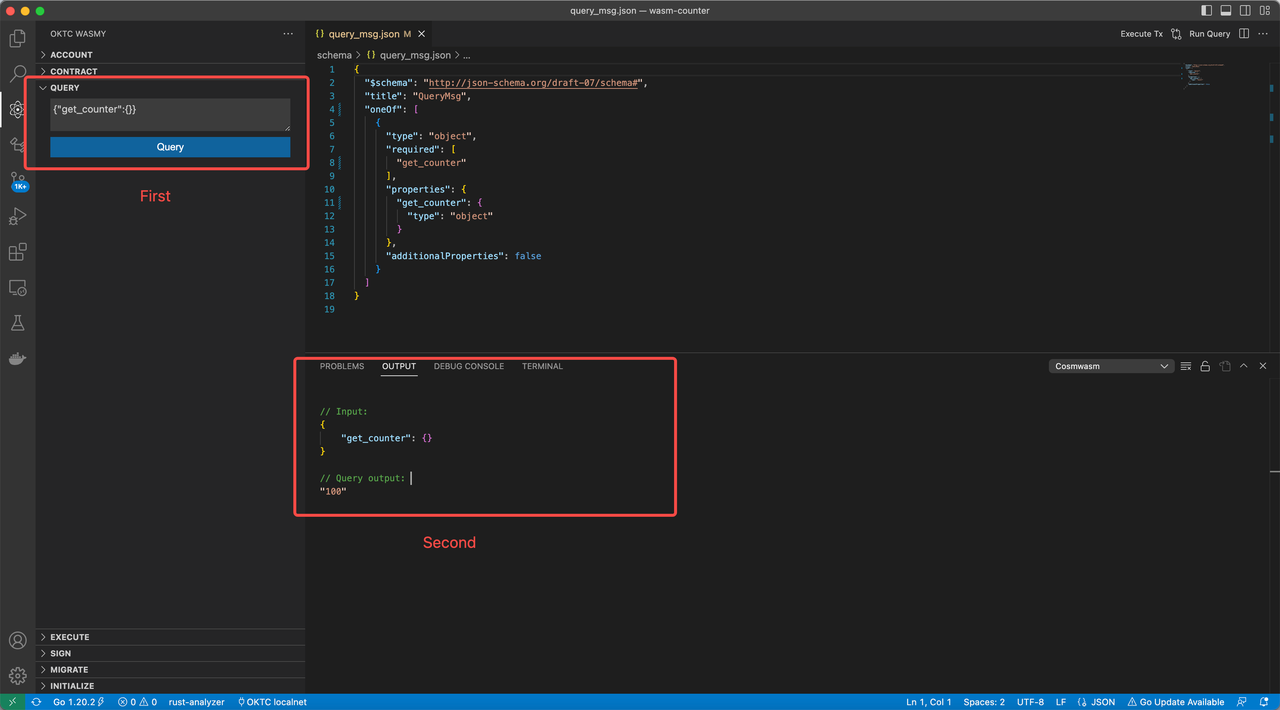 query_msg.json — wasm-counter
OKTC WASMY
···
ACCOUNT
CONTRACT
QUERY
{"get_counter":{}}
Query
First
1K+
EXECUTE
SIGN
MIGRATE
INITIALIZE
{} query_msg.json M
Execute Tx
Run Query
···
schema > {} query_msg.json > ...
1 {
2 "$schema": "http://json-schema.org/draft-07/schema#",
3 "title": "QueryMsg",
4 "oneOf": [
5 {
6 "type": "object",
7 "required": [
8 "get_counter"
9 ],
10 "properties": {
11 "get_counter": {
12 "type": "object"
13 }
14 },
15 "additionalProperties": false
16 }
17 ]
18 }
19
PROBLEMS OUTPUT DEBUG CONSOLE TERMINAL
Cosmwasm
// Input:
{
"get_counter": {}
}
// Query output:
"100"
Second
Go 1.20.2 0 0 rust-analyzer OKTC localnet
Ln 1, Col 1 Spaces: 2 UTF-8 LF {} JSON Go Update Available